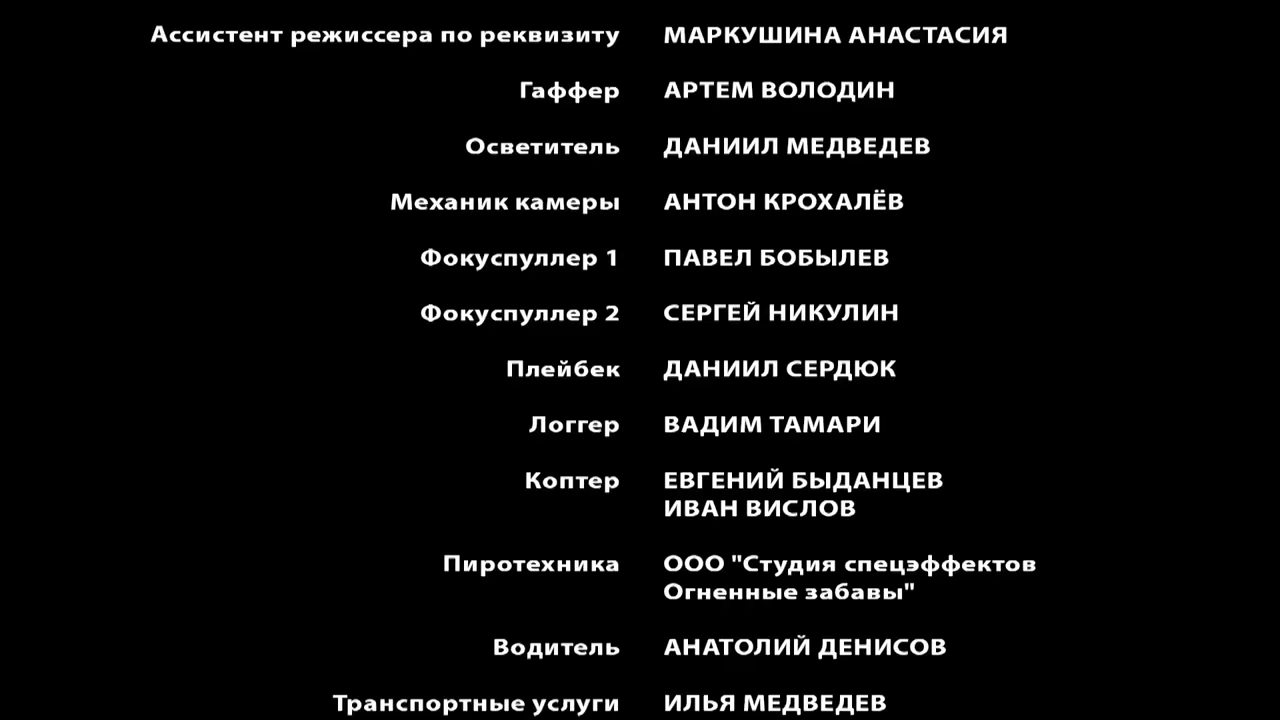 Ассистент режиссера по реквизиту МАРКУШИНА АНАСТАСИЯ
Гаффер АРТЕМ ВОЛОДИН
Осветитель ДАНИИЛ МЕДВЕДЕВ
Механик камеры АНТОН КРОХАЛЁВ
Фокуспуллер 1 ПАВЕЛ БОБЫЛЕВ
Фокуспуллер 2 СЕРГЕЙ НИКУЛИН
Плейбек ДАНИИЛ СЕРДЮК
Логгер ВАДИМ ТАМАРИ
Коптер ЕВГЕНИЙ БЫДАНЦЕВ
ИВАН ВИСЛОВ
Пиротехника ООО "Студия спецэффектов
Огненные забавы"
Водитель АНАТОЛИЙ ДЕНИСОВ
Транспортные услуги ИЛЬЯ МЕДВЕДЕВ